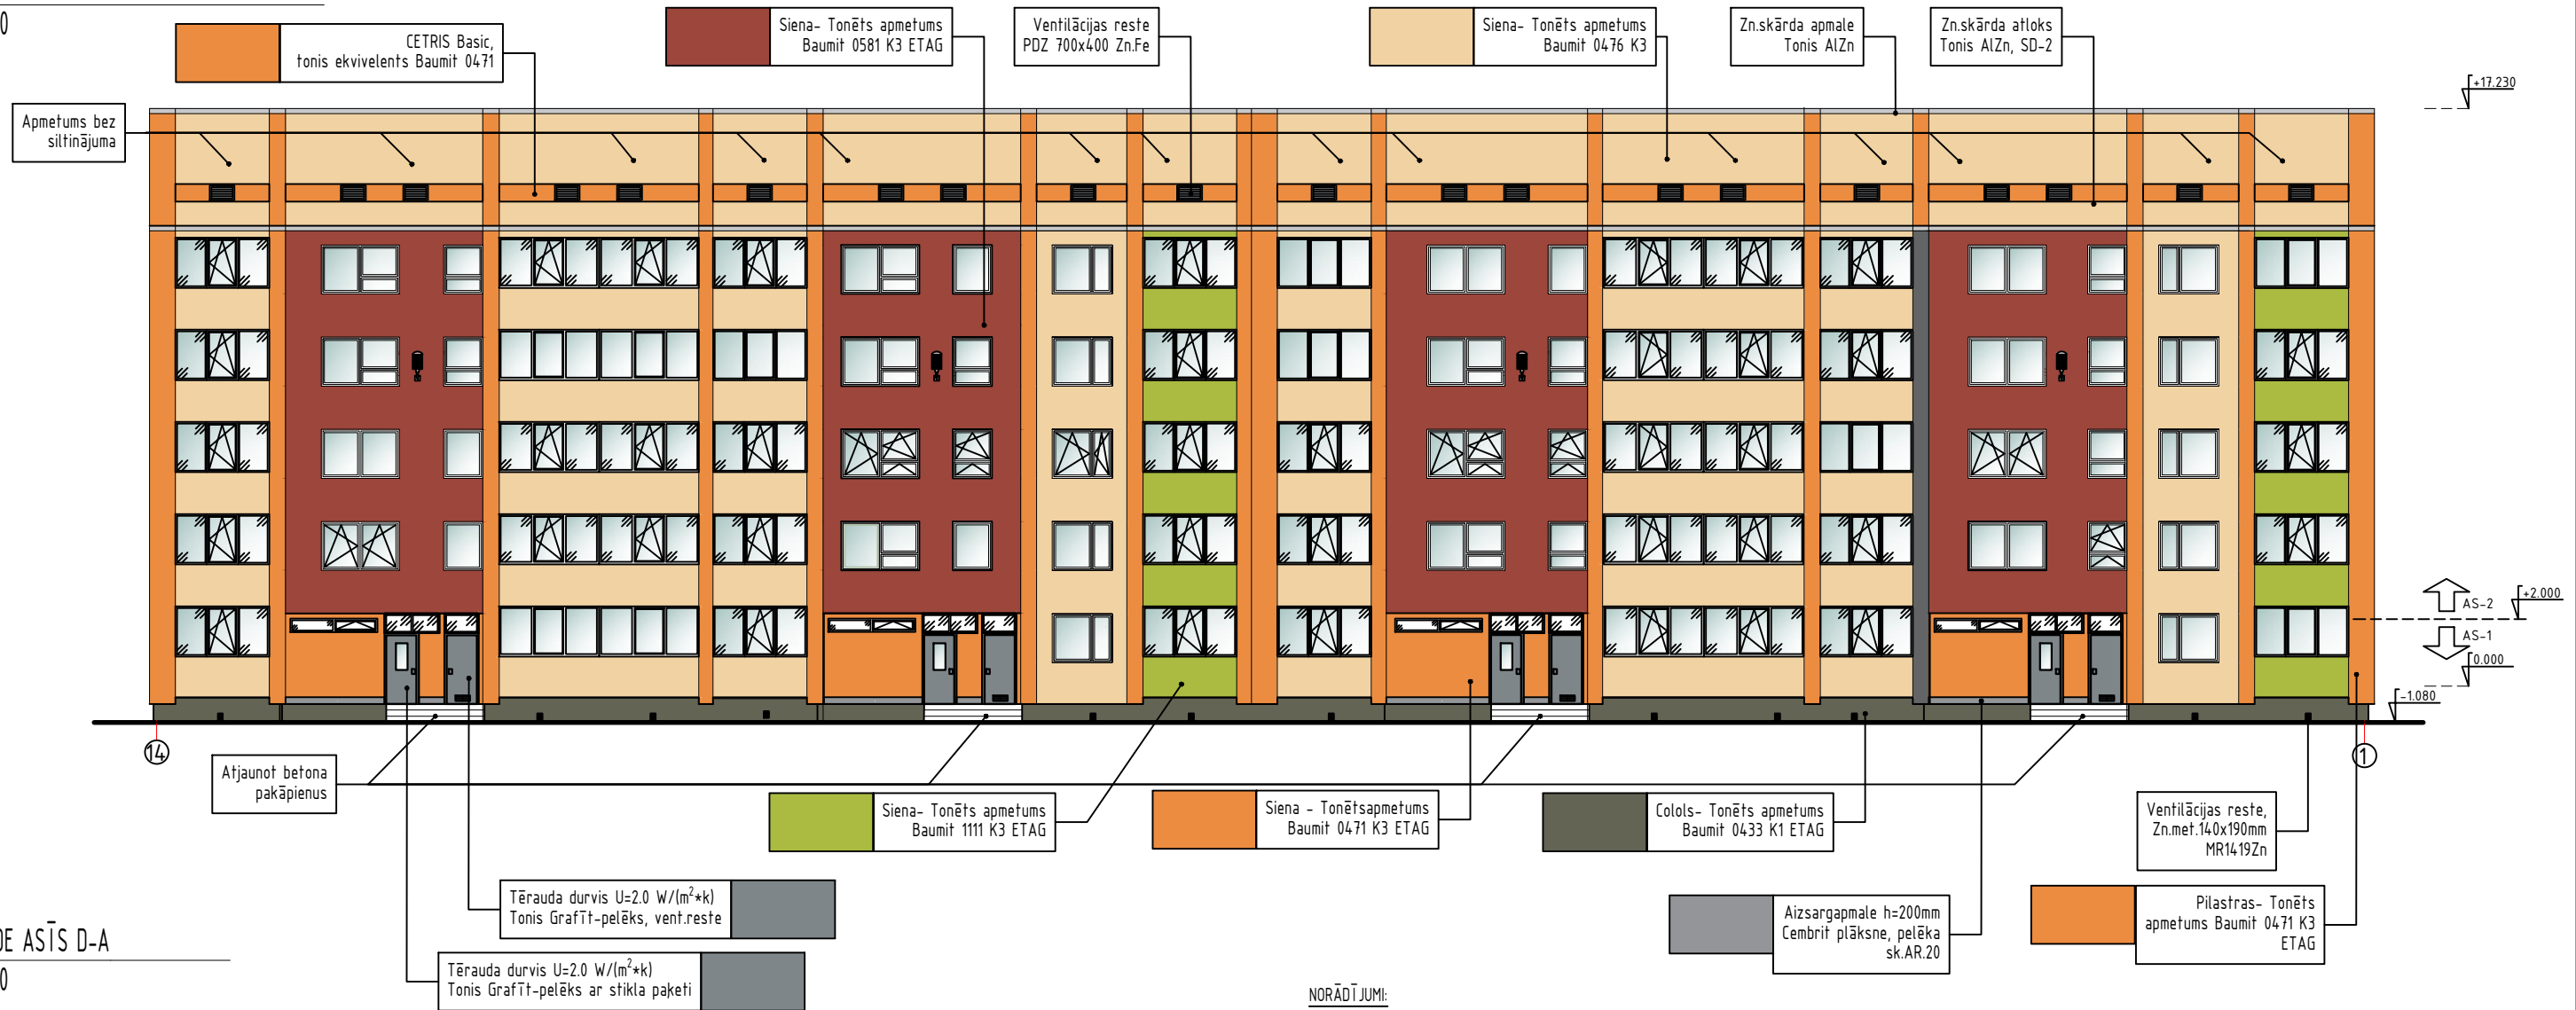 0
CETRIS Basic,
tonis ekvivelents Baumit 0471
Siena- Tonēts apmetums
Baumit 0581 K3 ETAG
Ventilācijas reste
PDZ 700x400 Zn.Fe
Siena- Tonēts apmetums
Baumit 0476 K3
Zn.skārda apmale
Tonis AlZn
Zn.skārda atloks
Tonis AlZn, SD-2
+17.230
Apmetums bez
siltinājuma
+2.000
AS-2
AS-1
0.000
-1.080
14
1
Atjaunot betona
pakāpienus
Siena- Tonēts apmetums
Baumit 1111 K3 ETAG
Siena - Tonētsapmetums
Baumit 0471 K3 ETAG
Colols- Tonēts apmetums
Baumit 0433 K1 ETAG
Ventilācijas reste,
Zn.met.140x190mm
MR1419Zn
Tērauda durvis U=2.0 W/(m²*k)
Tonis Grafīt-pelēks, vent.reste
Aizsargapmale h=200mm
Cembrit plāksne, pelēka
sk.AR.20
Pilastras- Tonēts
apmetums Baumit 0471 K3
ETAG
DE ASĪS D-A
0
Tērauda durvis U=2.0 W/(m²*k)
Tonis Grafīt-pelēks ar stikla paķeti
NORĀDĪJUMI: